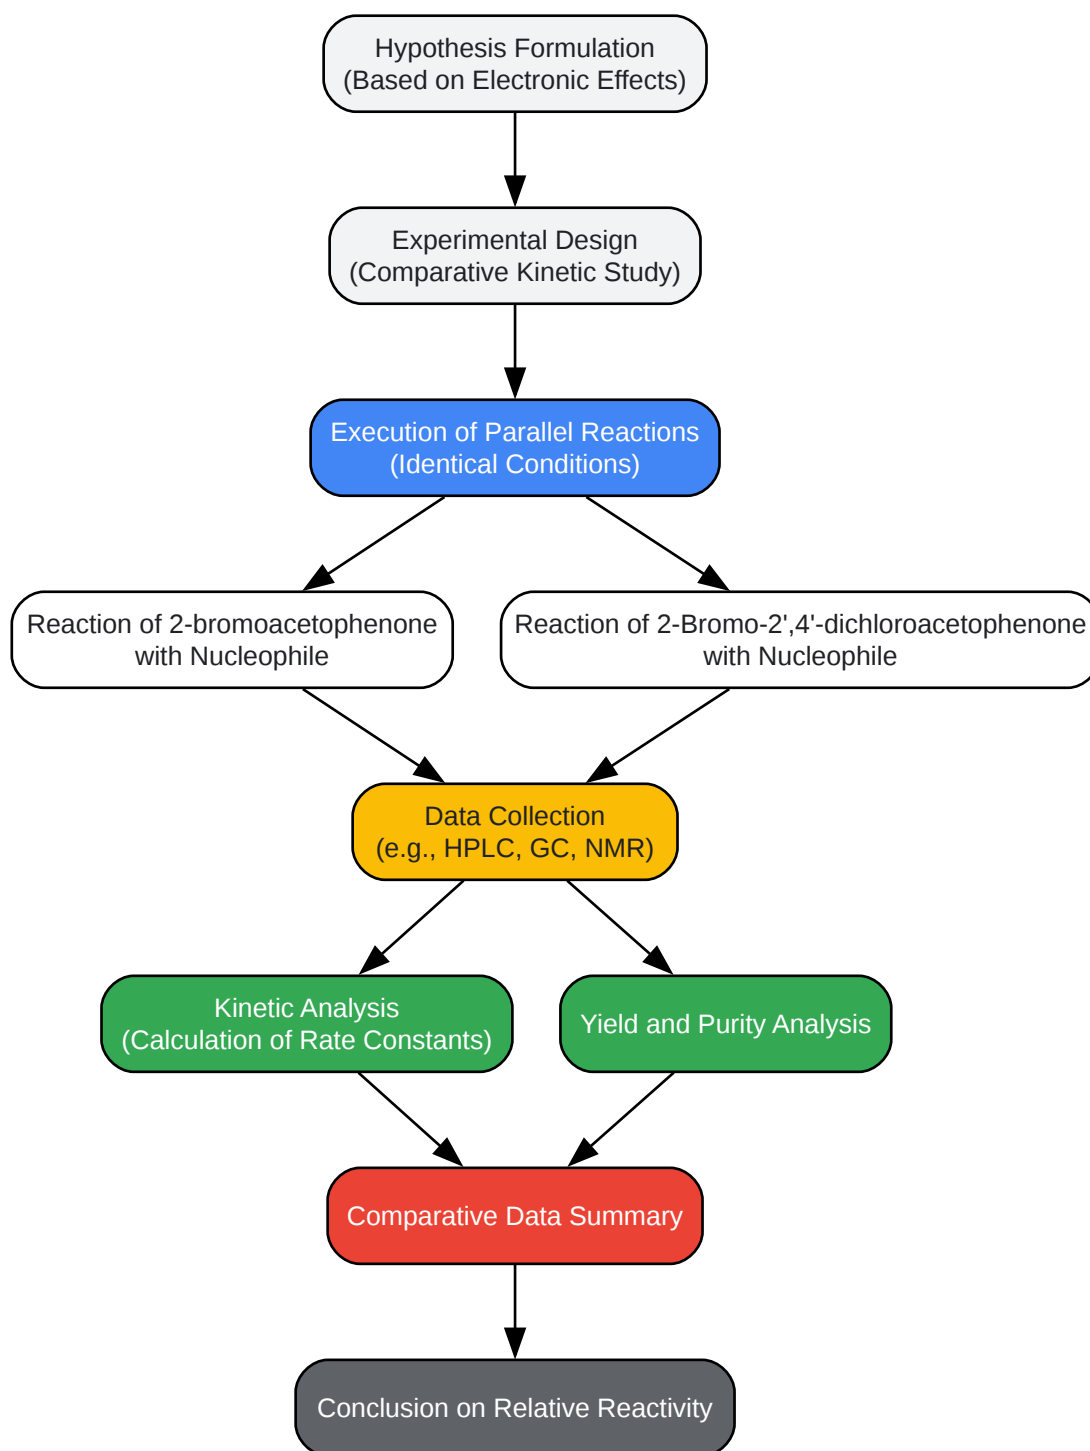 Hypothesis Formulation
(Based on Electronic Effects)
Experimental Design
(Comparative Kinetic Study)
Execution of Parallel Reactions
(Identical Conditions)
Reaction of 2-bromoacetophenone
with Nucleophile
Reaction of 2-Bromo-2',4'-dichloroacetophenone
with Nucleophile
Data Collection
(e.g., HPLC, GC, NMR)
Kinetic Analysis
(Calculation of Rate Constants)
Yield and Purity Analysis
Comparative Data Summary
Conclusion on Relative Reactivity